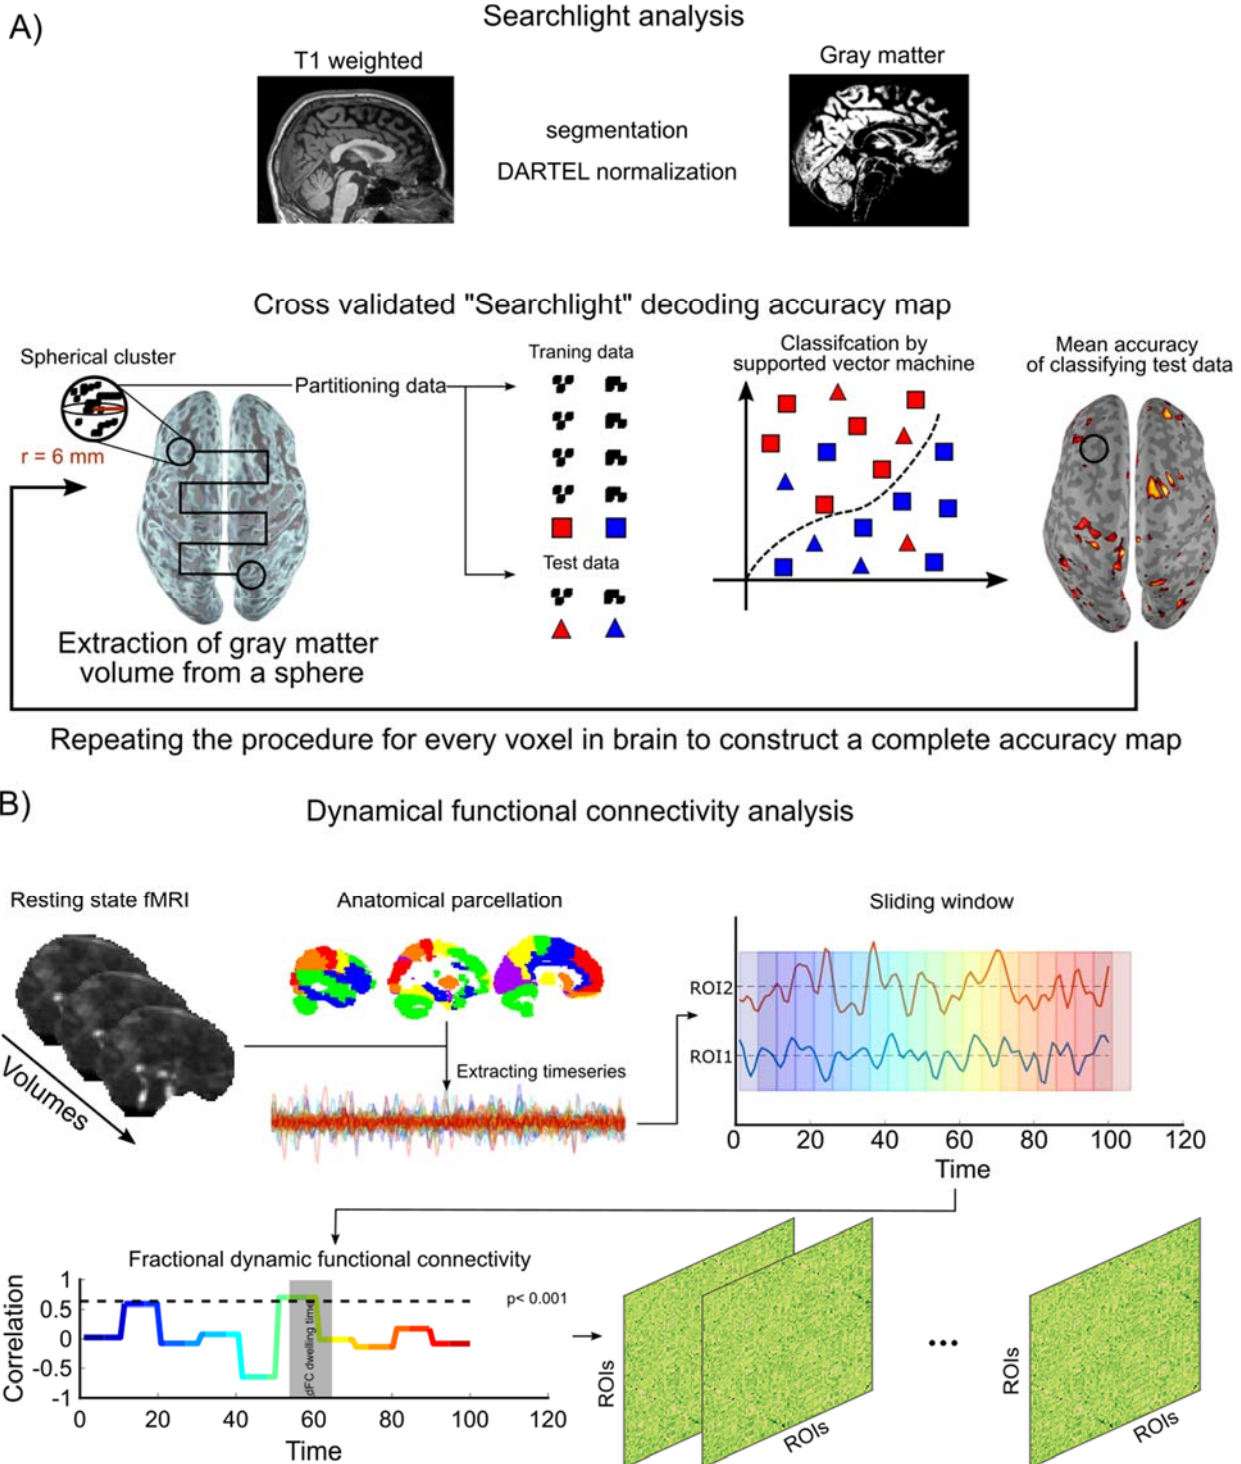 A)
Searchlight analysis
T1 weighted
Gray matter
segmentation
DARTEL normalization
Cross validated "Searchlight" decoding accuracy map
Spherical cluster
r = 6 mm
Partitioning data
Traning data
Test data
Classifcation by
supported vector machine
Mean accuracy
of classifying test data
Extraction of gray matter
volume from a sphere
Repeating the procedure for every voxel in brain to construct a complete accuracy map
B)
Dynamical functional connectivity analysis
Resting state fMRI
Volumes
Anatomical parcellation
Extracting timeseries
Sliding window
ROI2
ROI1
0 20 40 60 80 100 120
Time
Fractional dynamic functional connectivity
Correlation
1
0.5
0
-0.5
-1
p< 0.001
dFC dwelling time
0 20 40 60 80 100 120
Time
ROIs
ROIs
...
ROIs
ROIs